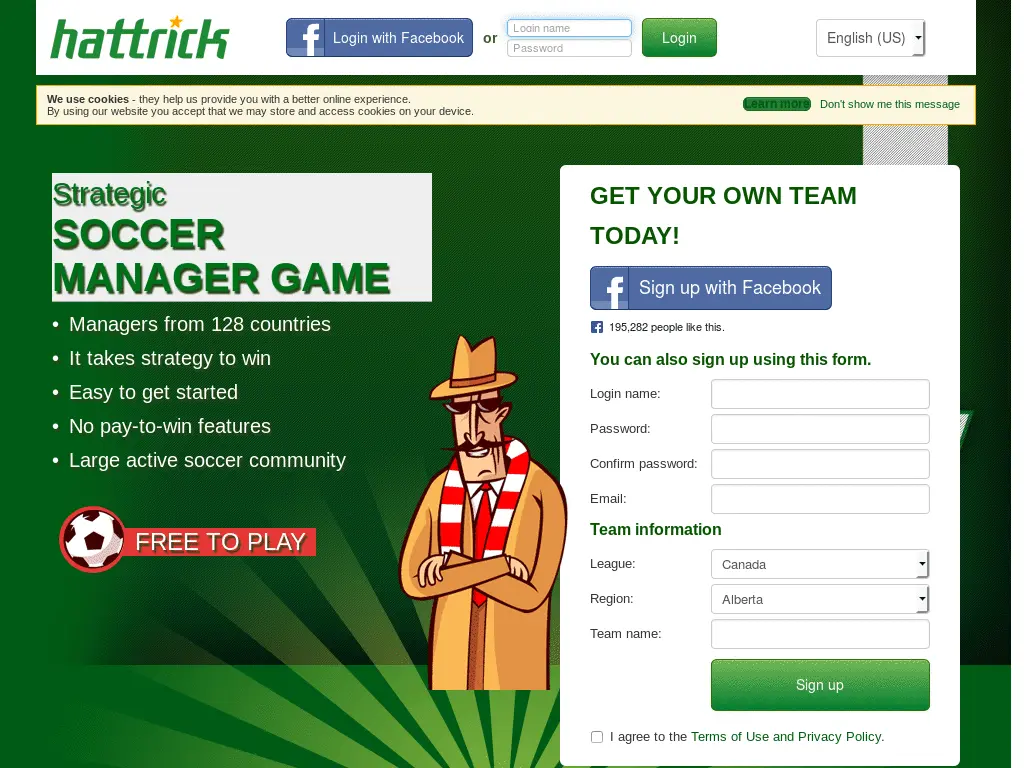 hattrick
Login with Facebook
or
Login name
Password
Login
English (US)
We use cookies - they help us provide you with a better online experience.
By using our website you accept that we may store and access cookies on your device.
Learn more
Don't show me this message
Strategic
SOCCER
MANAGER GAME
• Managers from 128 countries
• It takes strategy to win
• Easy to get started
• No pay-to-win features
• Large active soccer community
FREE TO PLAY
GET YOUR OWN TEAM
TODAY!
Sign up with Facebook
195,282 people like this.
You can also sign up using this form.
Login name:
Password:
Confirm password:
Email:
Team information
League:
Canada
Region:
Alberta
Team name:
Sign up
I agree to the Terms of Use and Privacy Policy.